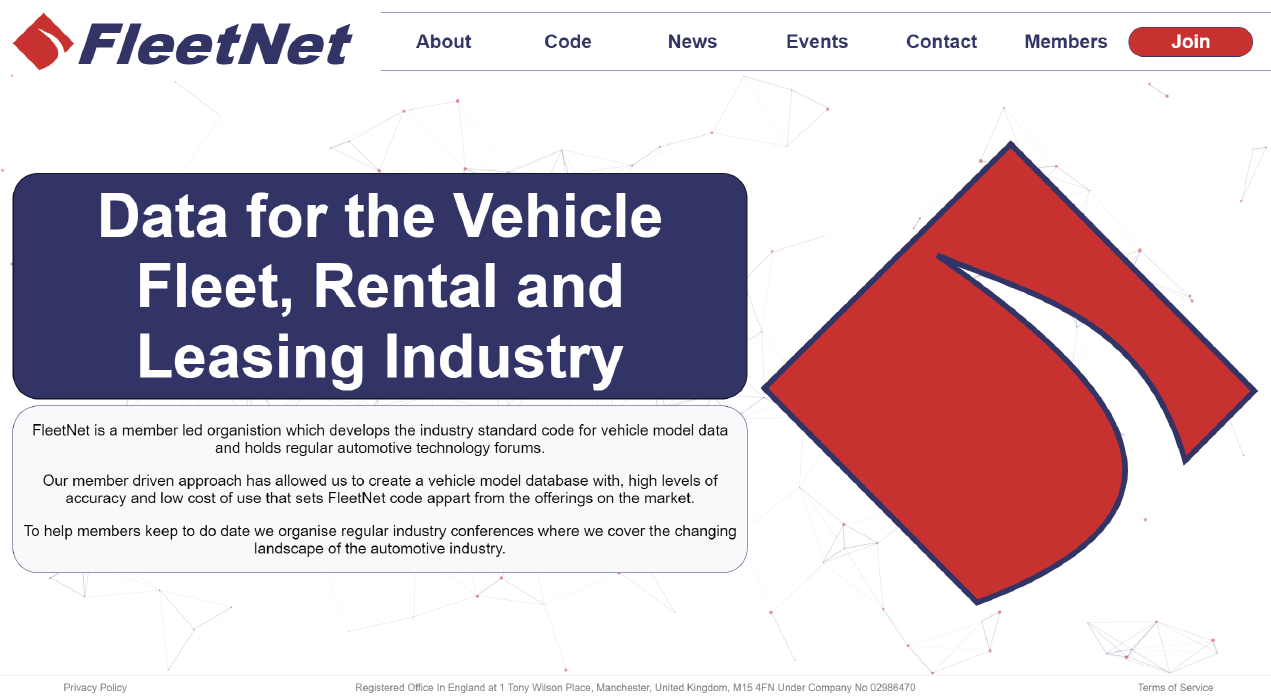 FleetNet
About Code News Events Contact Members Join
Data for the Vehicle
Fleet, Rental and
Leasing Industry
FleetNet is a member led organistion which develops the industry standard code for vehicle model data
and holds regular automotive technology forums.
Our member driven approach has allowed us to create a vehicle model database with, high levels of
accuracy and low cost of use that sets FleetNet code appart from the offerings on the market.
To help members keep to do date we organise regular industry conferences where we cover the changing
landscape of the automotive industry.
Privacy Policy Registered Office In England at 1 Tony Wilson Place, Manchester, United Kingdom, M15 4FN Under Company No 02986470 Terms of Service